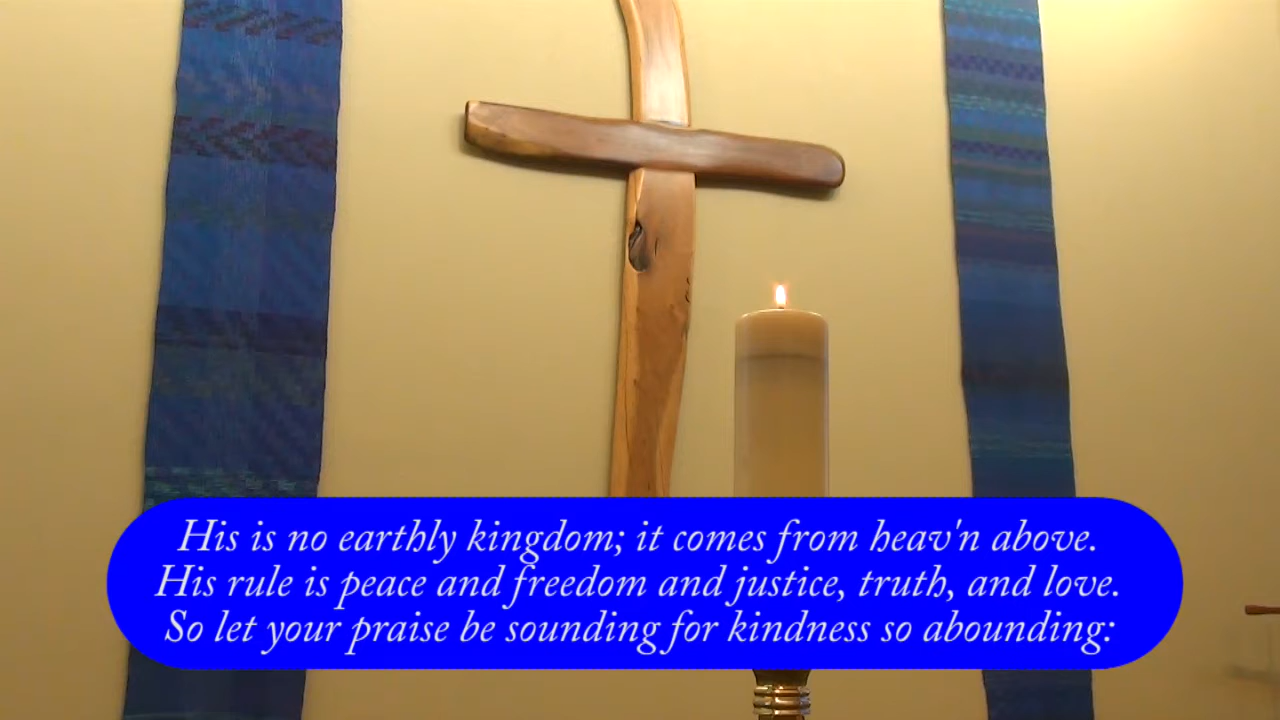 His is no earthly kingdom; it comes from heav'n above.
His rule is peace and freedom and justice, truth, and love.
So let your praise be sounding for kindness so abounding: